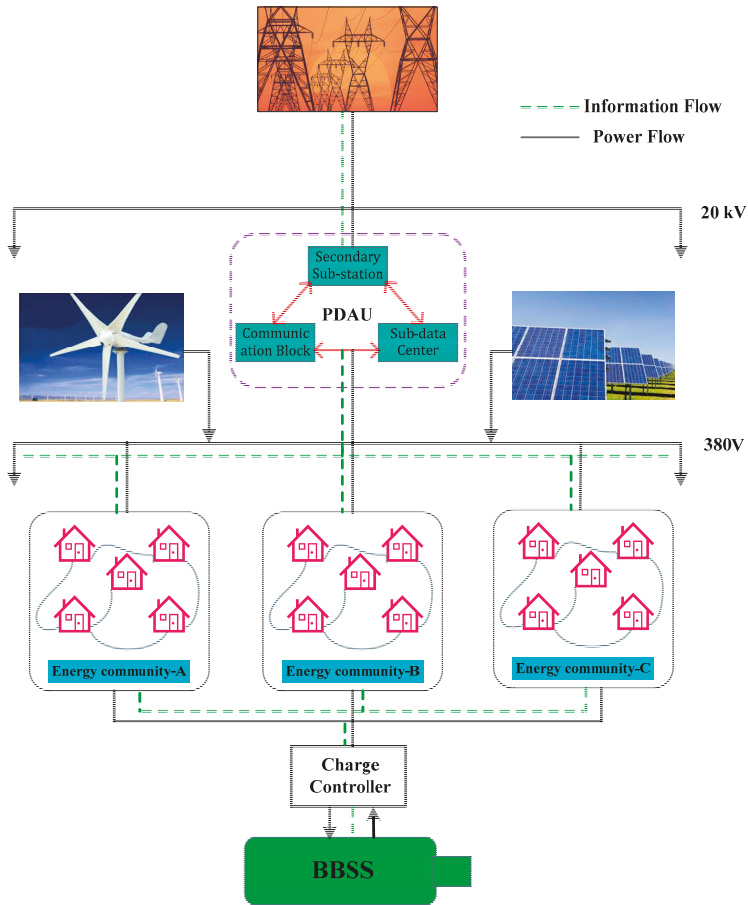 Information Flow
Power Flow
20 kV
Secondary
Sub-station
PDAU
Communic
ation Block
Sub-data
Center
380V
Energy community-A
Energy community-B
Energy community-C
Charge
Controller
BBSS